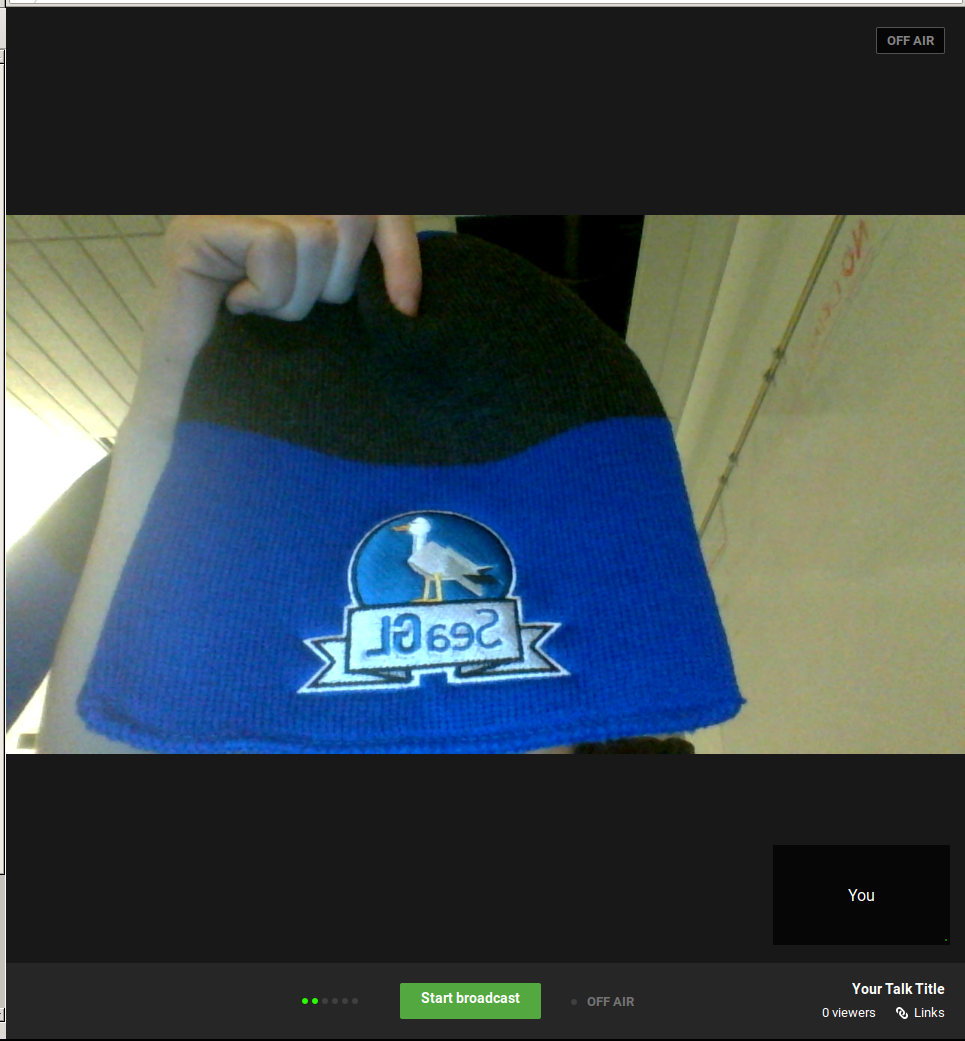 OFF AIR
SeaGL
You
Start broadcast
OFF AIR
Your Talk Title
0 viewers
Links